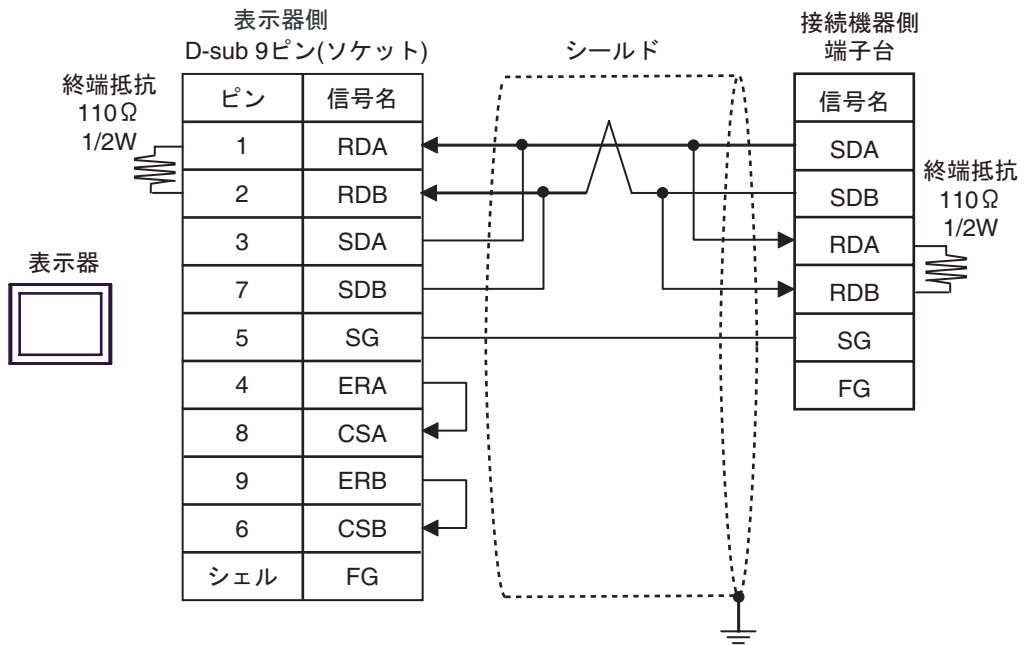 表示器側
D-sub 9ピン(ソケット)
シールド
接続機器側
端子台
終端抵抗
110Ω
1/2W
ピン 信号名
1 RDA
2 RDB
3 SDA
7 SDB
5 SG
4 ERA
8 CSA
9 ERB
6 CSB
シェル FG
表示器
信号名
SDA
SDB
RDA
RDB
SG
FG
終端抵抗
110Ω
1/2W